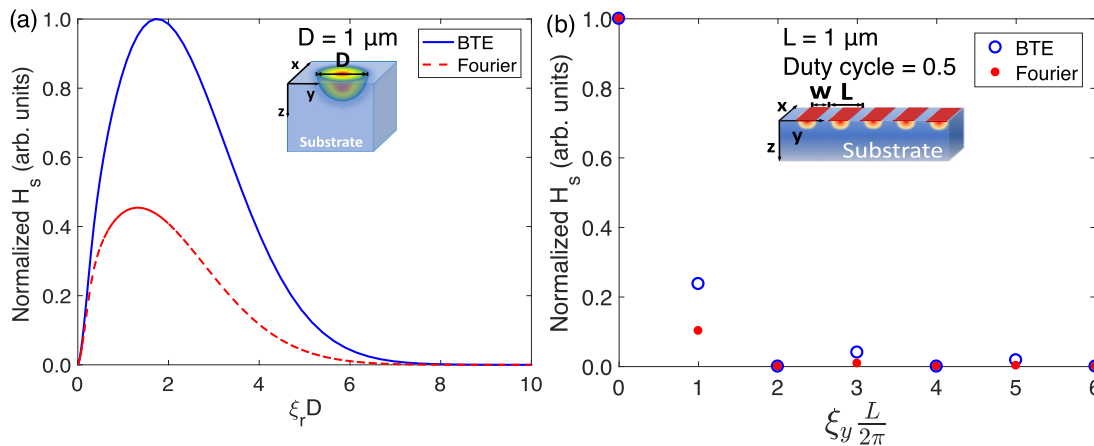 (a)
Normalized H_s (arb. units)
1.0
0.8
0.6
0.4
0.2
0.0
0
2
4
6
8
10
ξ_rD
D = 1 μm
D
x
y
z
Substrate
BTE
Fourier
(b)
Normalized H_s (arb. units)
1.0
0.8
0.6
0.4
0.2
0.0
0
1
2
3
4
5
6
ξ_y L/2π
L = 1 μm
Duty cycle = 0.5
w L
x
y
z
Substrate
BTE
Fourier